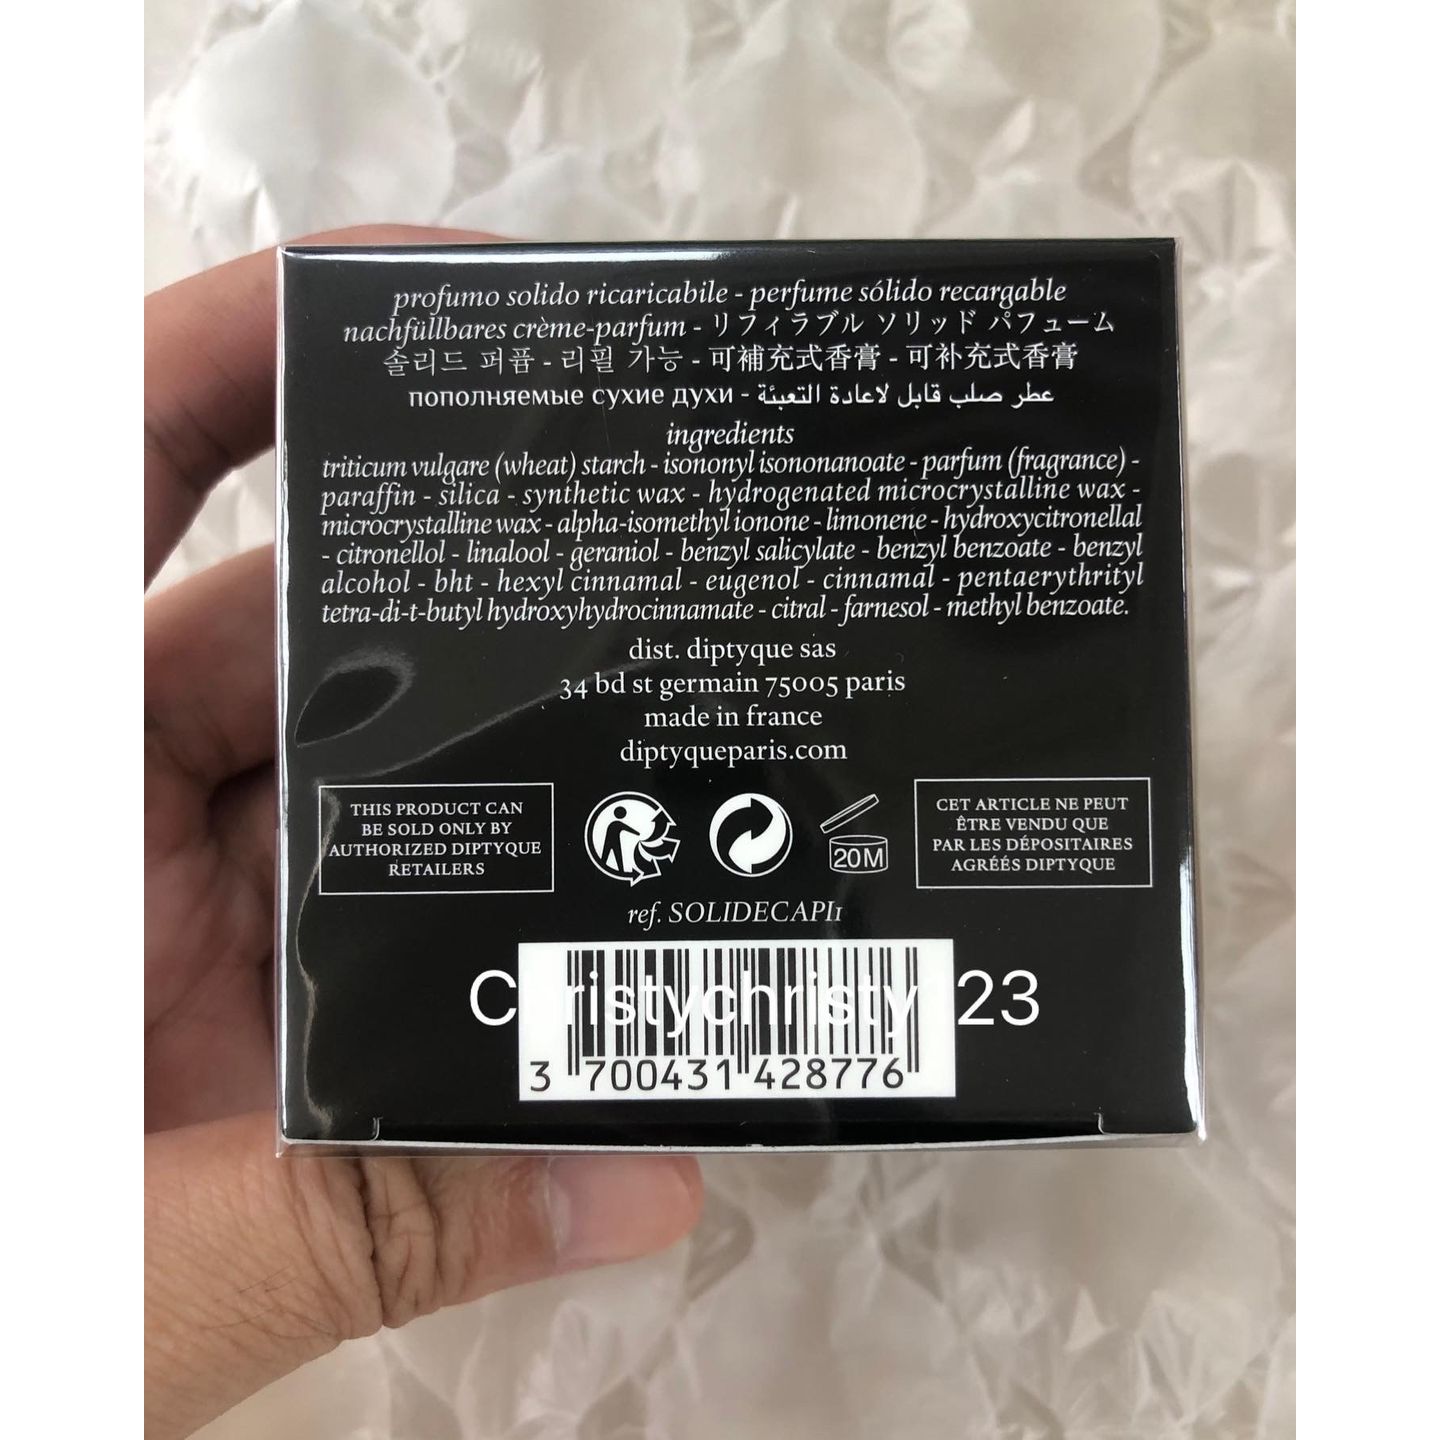 profumo solido ricaricabile - perfume sólido recargable
nachfüllbares crème-parfum - リフィラブル ソリッド パフューム
솔리드 퍼퓸 - 리필 가능 - 可補充式香膏 - 可补充式香膏
пополняемые сухие духи - عطر صلب قابل لاعادة التعبئة
ingredients
triticum vulgare (wheat) starch - isononyl isononanoate - parfum (fragrance) -
paraffin - silica - synthetic wax - hydrogenated microcrystalline wax -
microcrystalline wax - alpha-isomethyl ionone - limonene - hydroxycitronellal
- citronellol - linalool - geraniol - benzyl salicylate - benzyl benzoate - benzyl
alcohol - bht - hexyl cinnamal - eugenol - cinnamal - pentaerythrityl
tetra-di-t-butyl hydroxyhydrocinnamate - citral - farnesol - methyl benzoate.
dist. diptyque sas
34 bd st germain 75005 paris
made in france
diptyqueparis.com
THIS PRODUCT CAN
BE SOLD ONLY BY
AUTHORIZED DIPTYQUE
RETAILERS
20M
CET ARTICLE NE PEUT
ÊTRE VENDU QUE
PAR LES DÉPOSITAIRES
AGRÉÉS DIPTYQUE
ref. SOLIDECAPI1
3 700431 428776